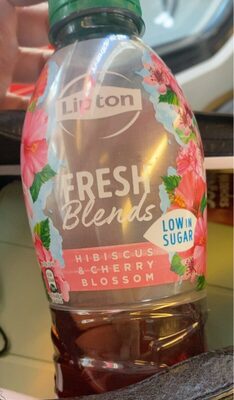 Lipton
FRESH
Blends
LOW IN
SUGAR
HIBISCUS
& CHERRY
BLOSSOM